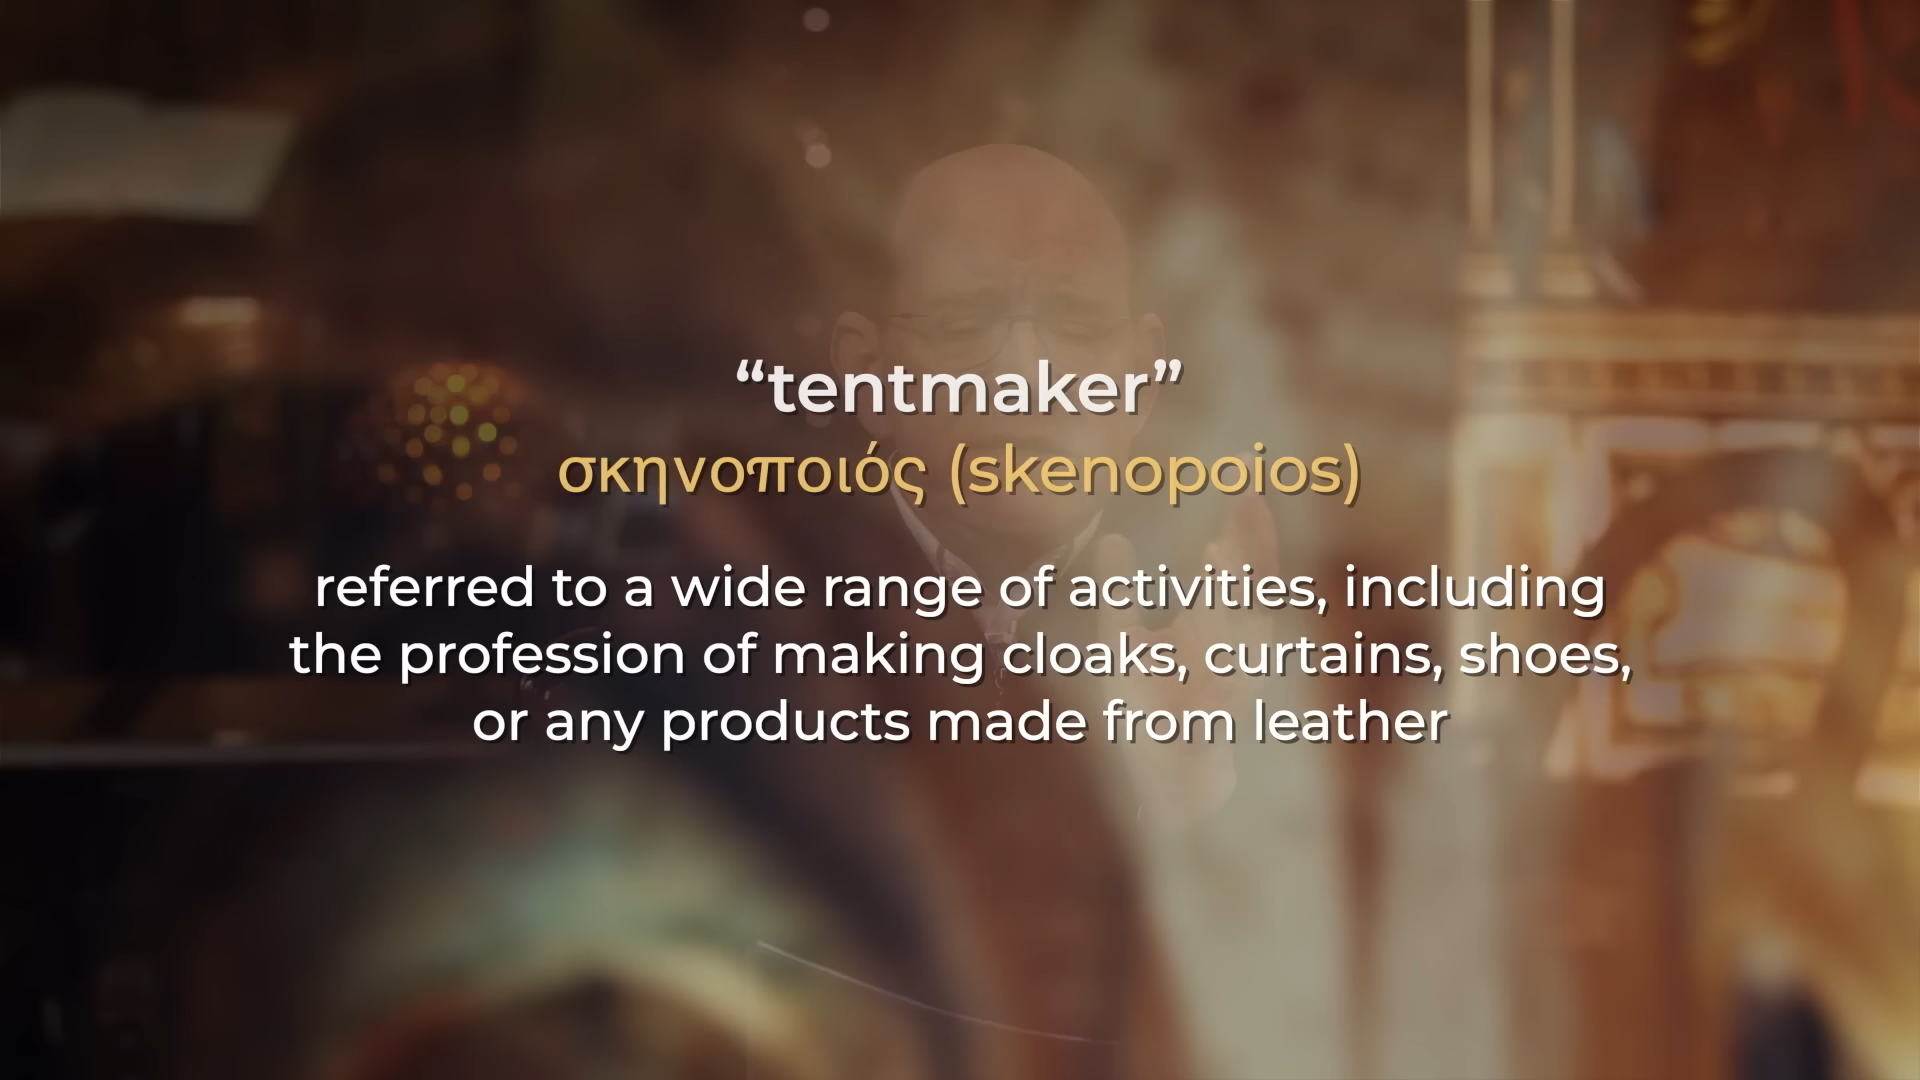 “tentmaker”
σκηνοποιός (skenopoios)
referred to a wide range of activities, including
the profession of making cloaks, curtains, shoes,
or any products made from leather